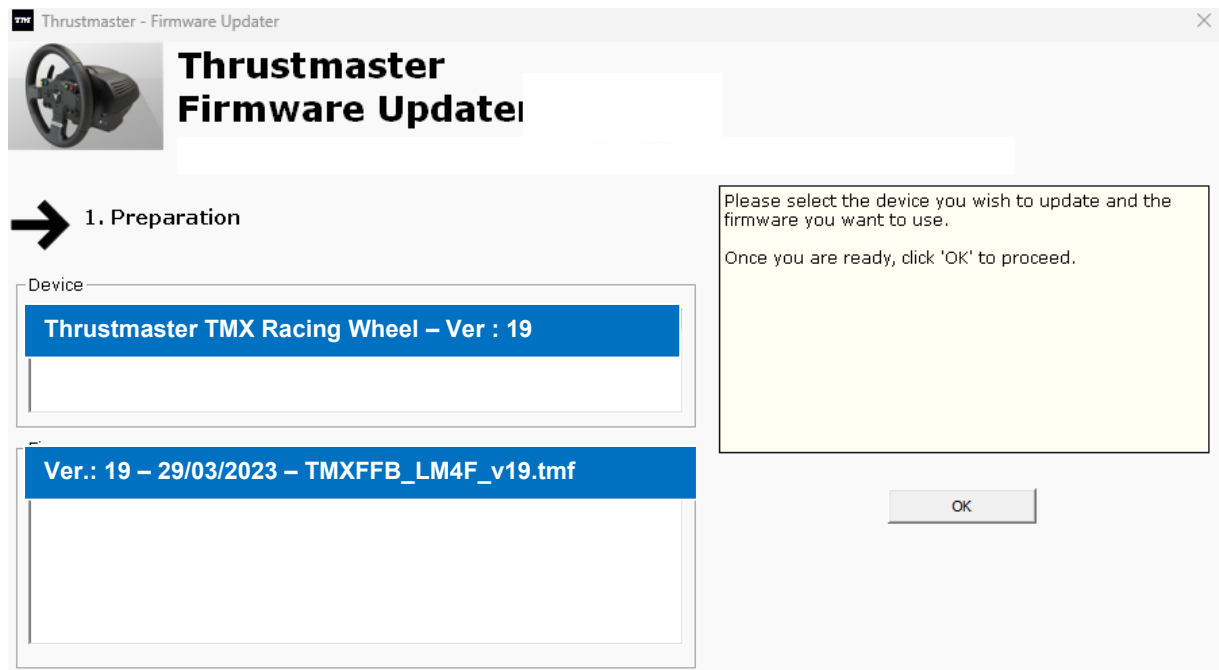 Thrustmaster - Firmware Updater
Thrustmaster
Firmware Updater
1. Preparation
Please select the device you wish to update and the
firmware you want to use.
Once you are ready, click 'OK' to proceed.
Device
Thrustmaster TMX Racing Wheel – Ver : 19
Ver.: 19 – 29/03/2023 – TMXFFB_LM4F_v19.tmf
OK